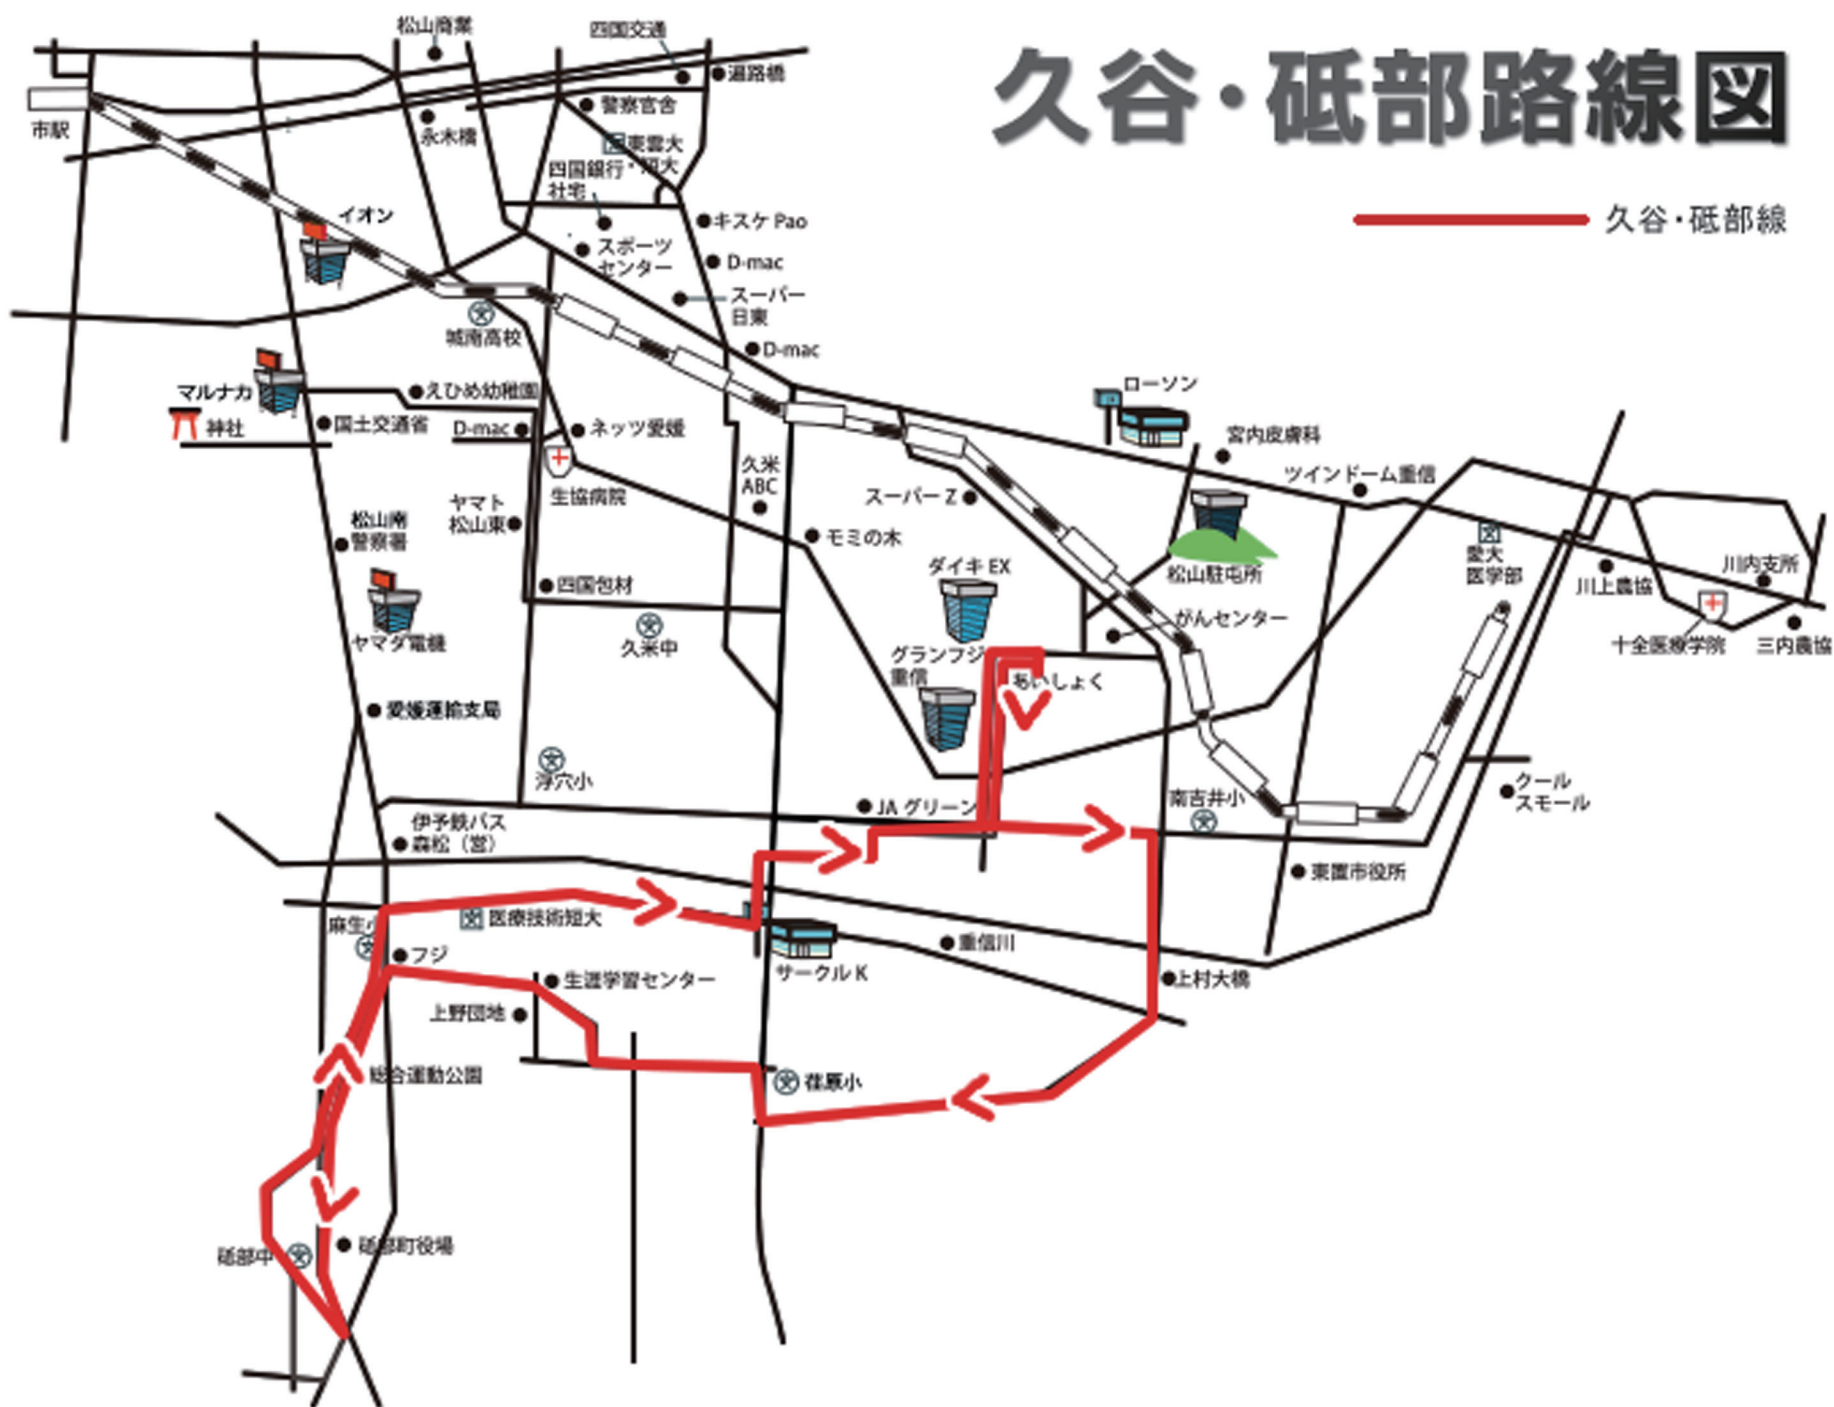 久谷・砥部路線図
久谷・砥部線
松山商業
四国交通
遍路橋
市駅
永木橋
警察官舎
東雲大
・短大
四国銀行
社宅
キスケ Pao
イオン
スポーツ
センター
D-mac
スーパー
日東
城南高校
D-mac
マルナカ
えひめ幼稚園
神社
国土交通省
D-mac
ネッツ愛媛
ローソン
宮内皮膚科
久米
ABC
ツインドーム重信
スーパー Z
生協病院
ヤマト
松山東
松山南
警察署
モミの木
愛大
医学部
川内支所
ダイキ EX
松山駐屯所
川上農協
四国包材
がんセンター
久米中
ヤマダ電機
十全医療学院
三内農協
グランフジ
重信
あいしょく
愛媛運輸支局
浮穴小
クール
スモール
JA グリーン
南吉井小
伊予鉄バス
森松（営）
東置市役所
麻生小
医療技術短大
フジ
重信川
サークル K
生涯学習センター
上村大橋
上野団地
総合運動公園
荏原小
砥部中
砥部町役場